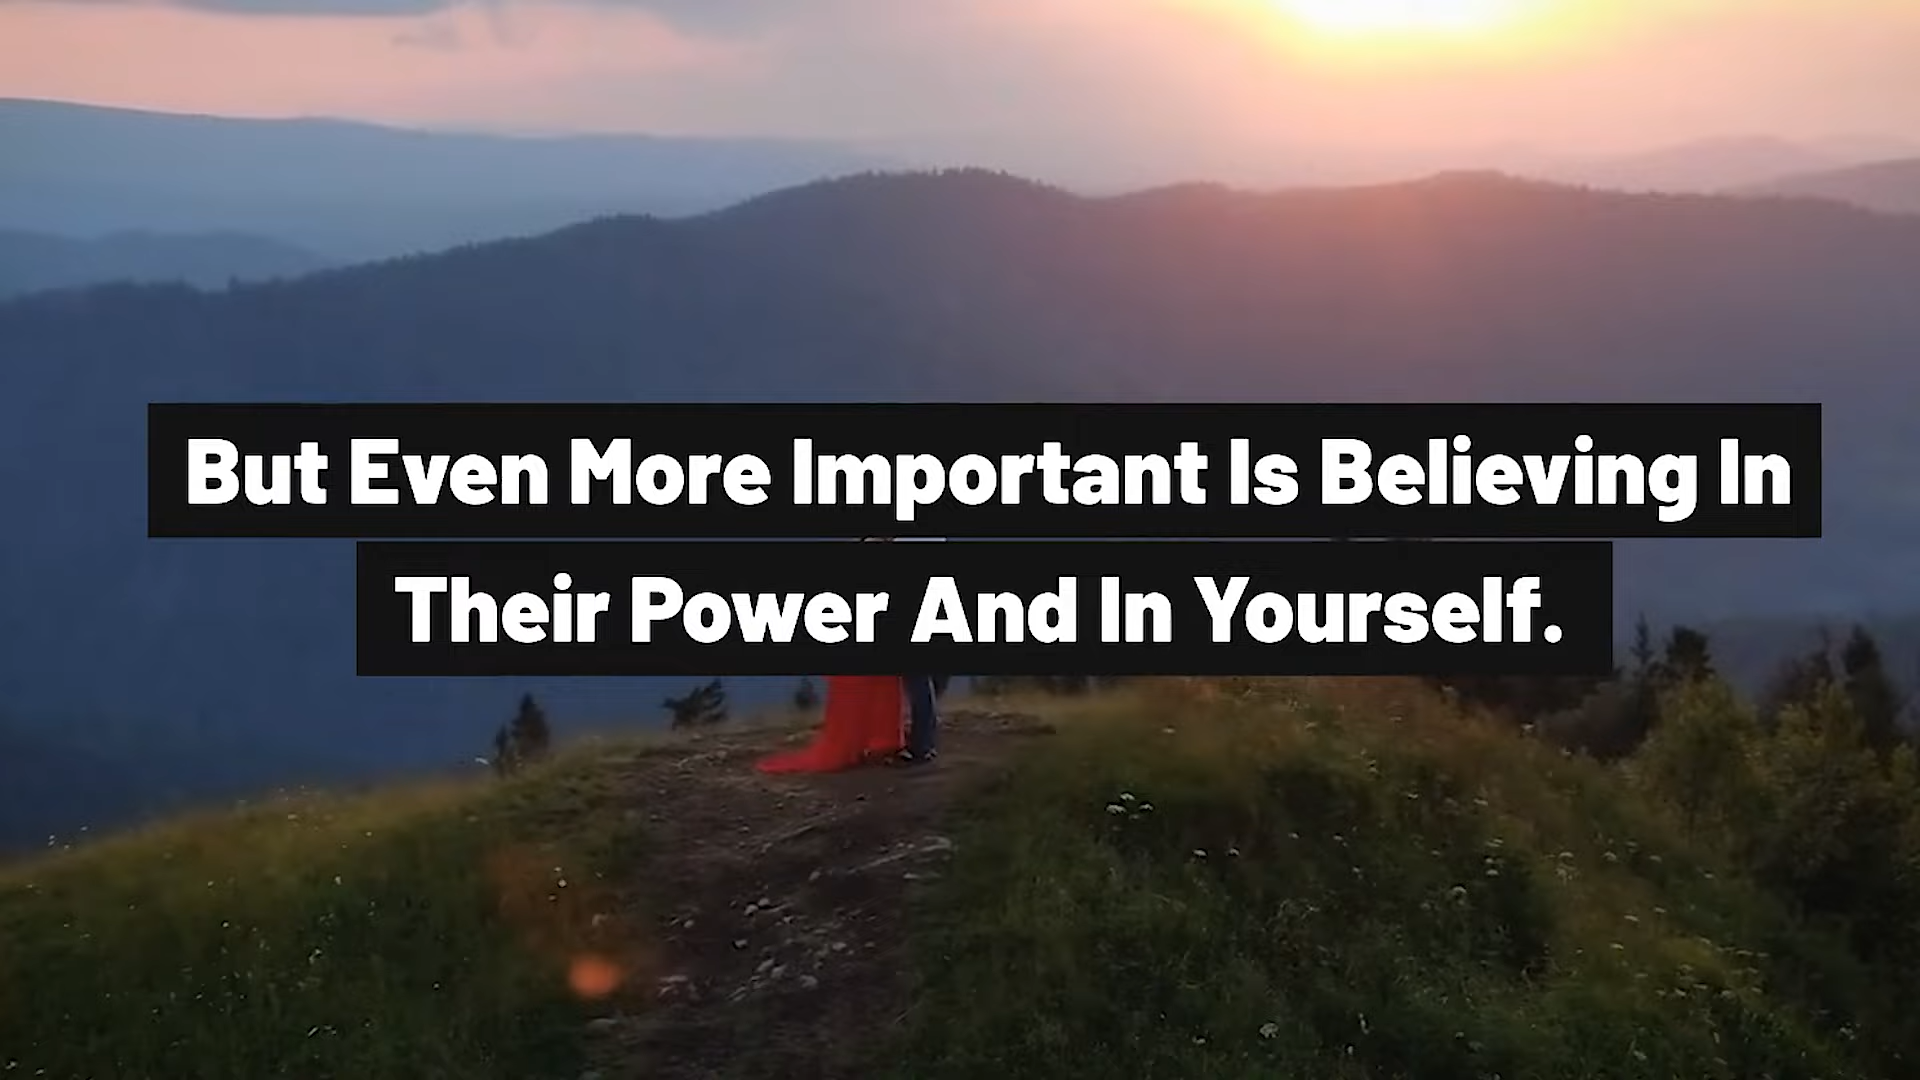 But Even More Important Is Believing In
Their Power And In Yourself.